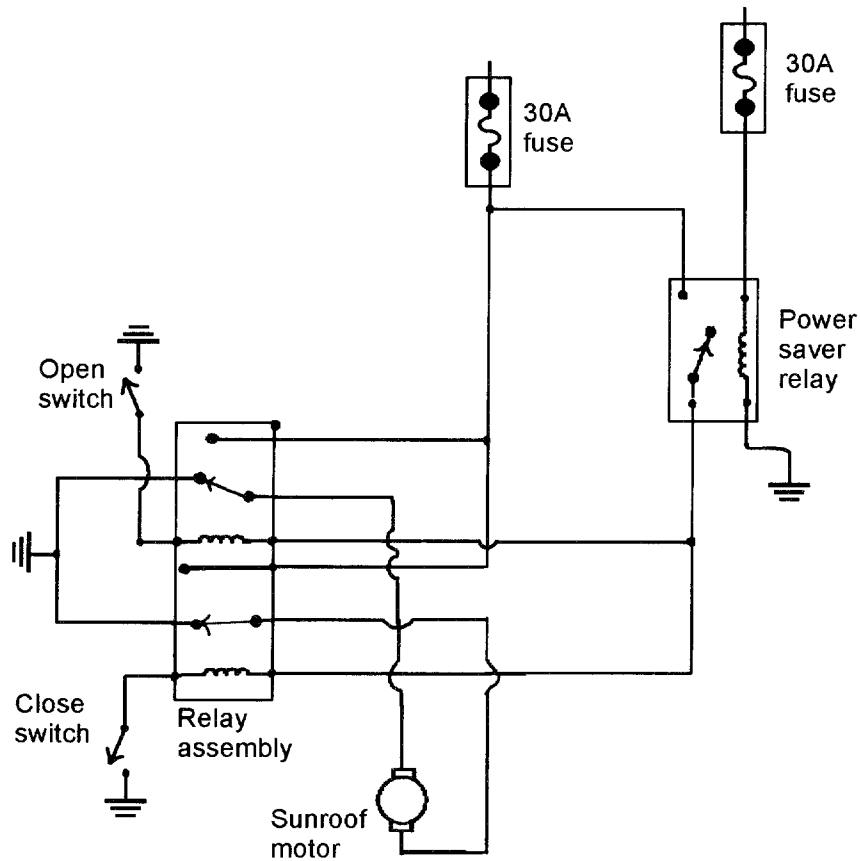 30A
fuse
30A
fuse
Power
saver
relay
Open
switch
Close
switch
Relay
assembly
Sunroof
motor